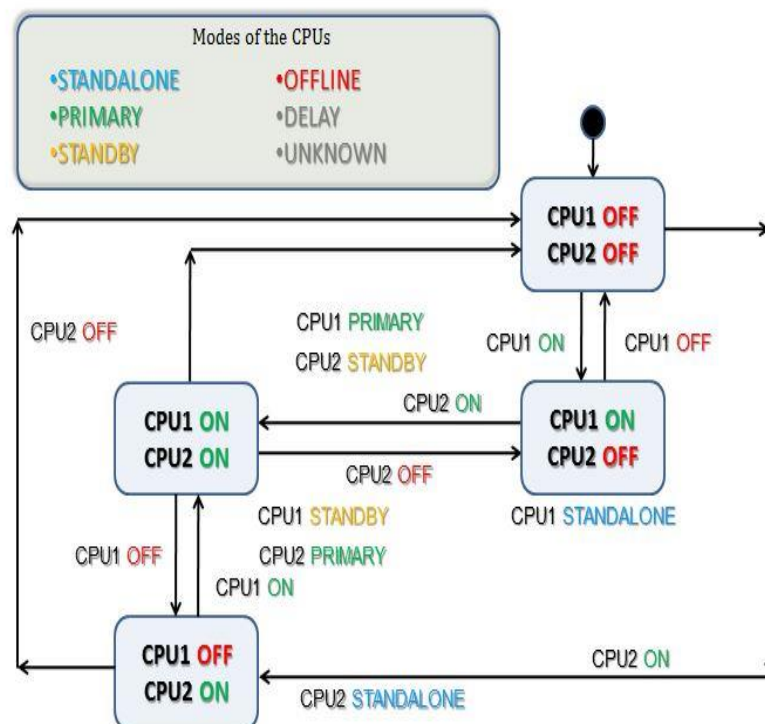 Modes of the CPUs
•STANDALONE •OFFLINE
•PRIMARY •DELAY
•STANDBY •UNKNOWN
CPU1 OFF
CPU2 OFF
CPU2 OFF
CPU1 PRIMARY
CPU2 STANDBY
CPU1 ON
CPU1 OFF
CPU1 ON
CPU2 ON
CPU2 ON
CPU2 OFF
CPU1 ON
CPU2 OFF
CPU1 STANDALONE
CPU1 STANDBY
CPU2 PRIMARY
CPU1 OFF
CPU1 ON
CPU1 OFF
CPU2 ON
CPU2 ON
CPU2 STANDALONE